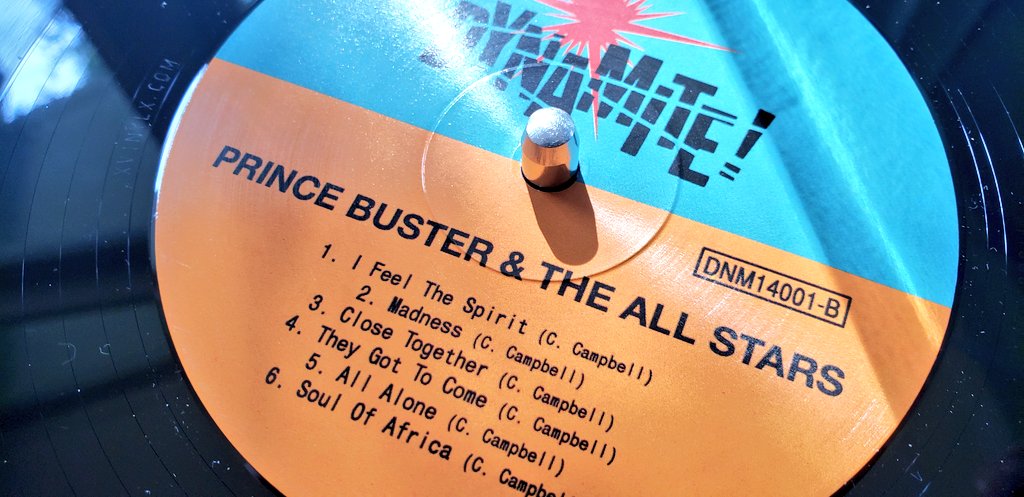 DYNAMITE!
PRINCE BUSTER & THE ALL STARS
DNM14001-B
1. I Feel The Spirit (C. Campbell)
2. Madness (C. Campbell)
3. Close Together (C. Campbell)
4. They Got To Come (C. Campbell)
5. All Alone (C. Campbell)
6. Soul Of Africa (C. Campbell